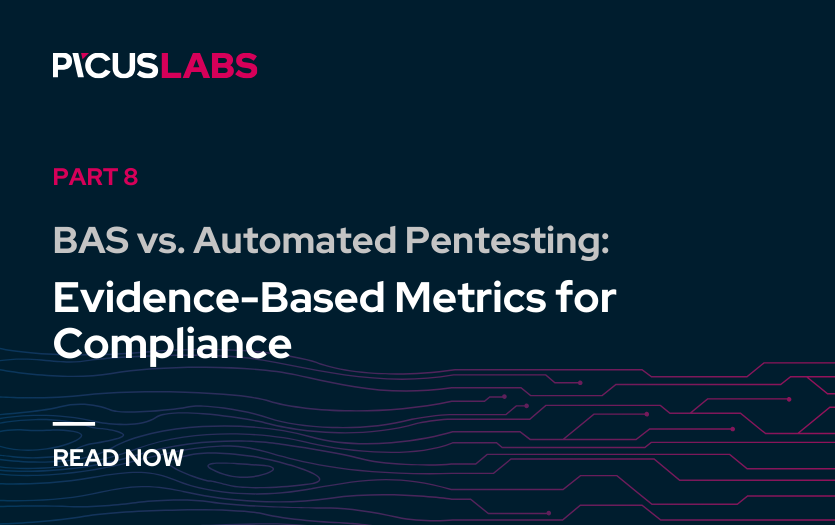 PICUSLABS
PART 8
BAS vs. Automated Pentesting:
Evidence-Based Metrics for
Compliance
READ NOW